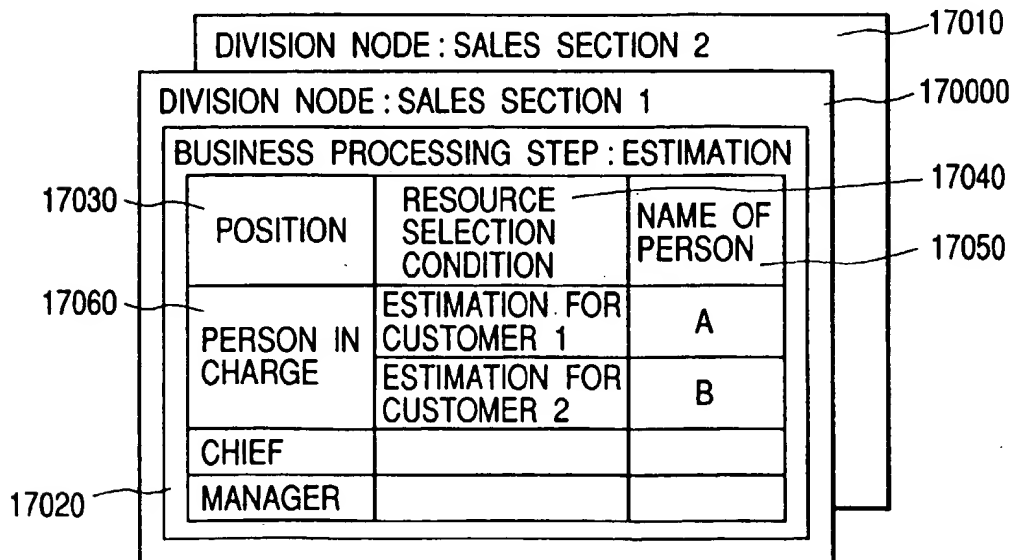 DIVISION NODE : SALES SECTION 2
17010
DIVISION NODE : SALES SECTION 1
170000
BUSINESS PROCESSING STEP : ESTIMATION
17030
POSITION
RESOURCE
SELECTION
CONDITION
17040
NAME OF
PERSON
17050
17060
PERSON IN
CHARGE
ESTIMATION FOR
CUSTOMER 1
A
ESTIMATION FOR
CUSTOMER 2
B
CHIEF
MANAGER
17020